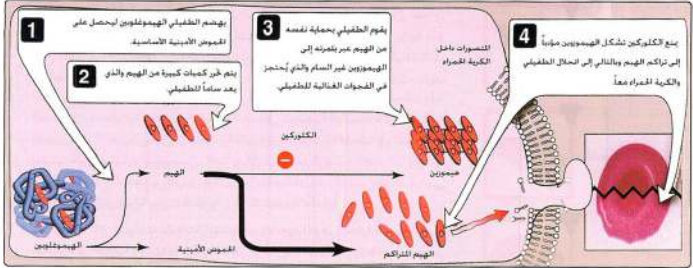 1
يهضم الطفيلي الهيموغلوبين ليحصل على
الحموض الأمينية الأساسية.
2
يتم تحرر كميات كبيرة من الهيم والذي
يعد ساماً للطفيلي.
3
يقوم الطفيلي بحماية نفسه
من الهيم عبر بلمرته إلى
الهيموزوين غير السام والذي يُحتجز
في الفجوات الغذائية للطفيلي.
المتصورات داخل
الكرية الحمراء
4
يمنع الكلوركين تشكل الهيموزوين مؤدياً
إلى تراكم الهيم وبالتالي إلى انحلال الطفيلي
والكرية الحمراء معاً.
الكلوركين
الهيم
هيموزين
الهيموغلوبين
الحموض الأمينية
الهيم المتراكم